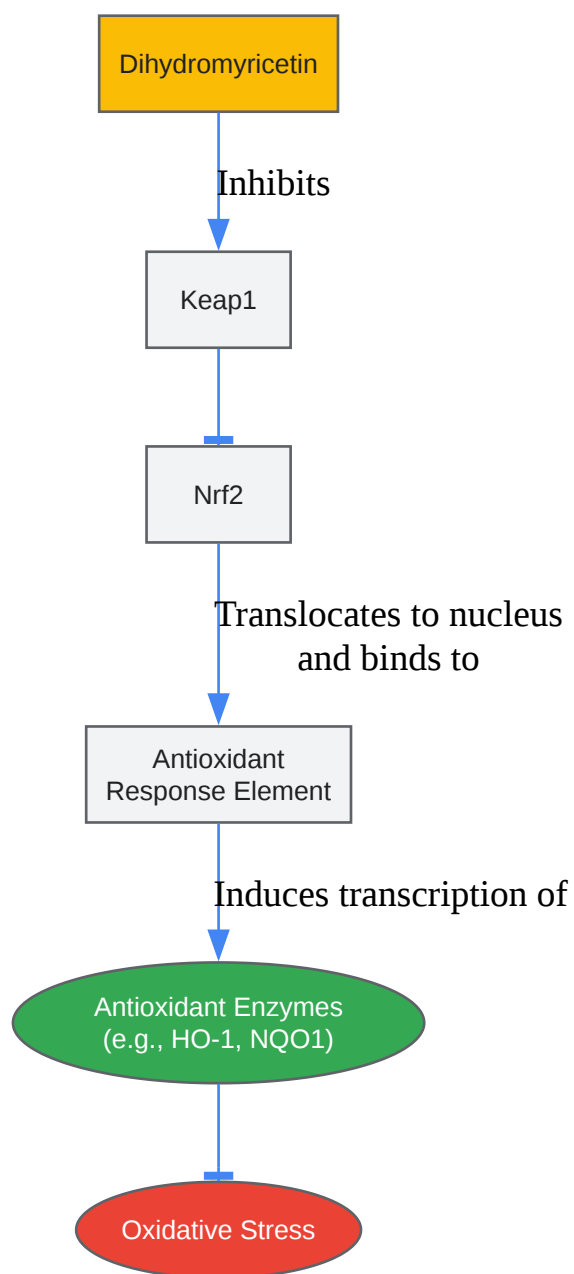 Dihydromyricetin
Inhibits
Keap1
Nrf2
Translocates to nucleus
and binds to
Antioxidant
Response Element
Induces transcription of
Antioxidant Enzymes
(e.g., HO-1, NQO1)
Oxidative Stress